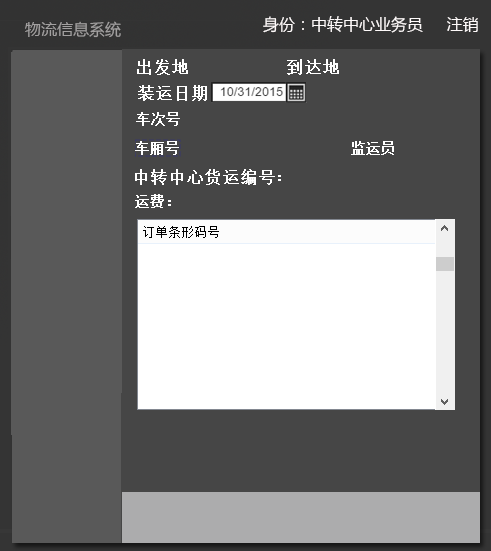 物流信息系统 身份：中转中心业务员 注销
出发地 到达地
装运日期 10/31/2015
车次号
车厢号 监运员
中转中心货运编号：
运费：
订单条形码号